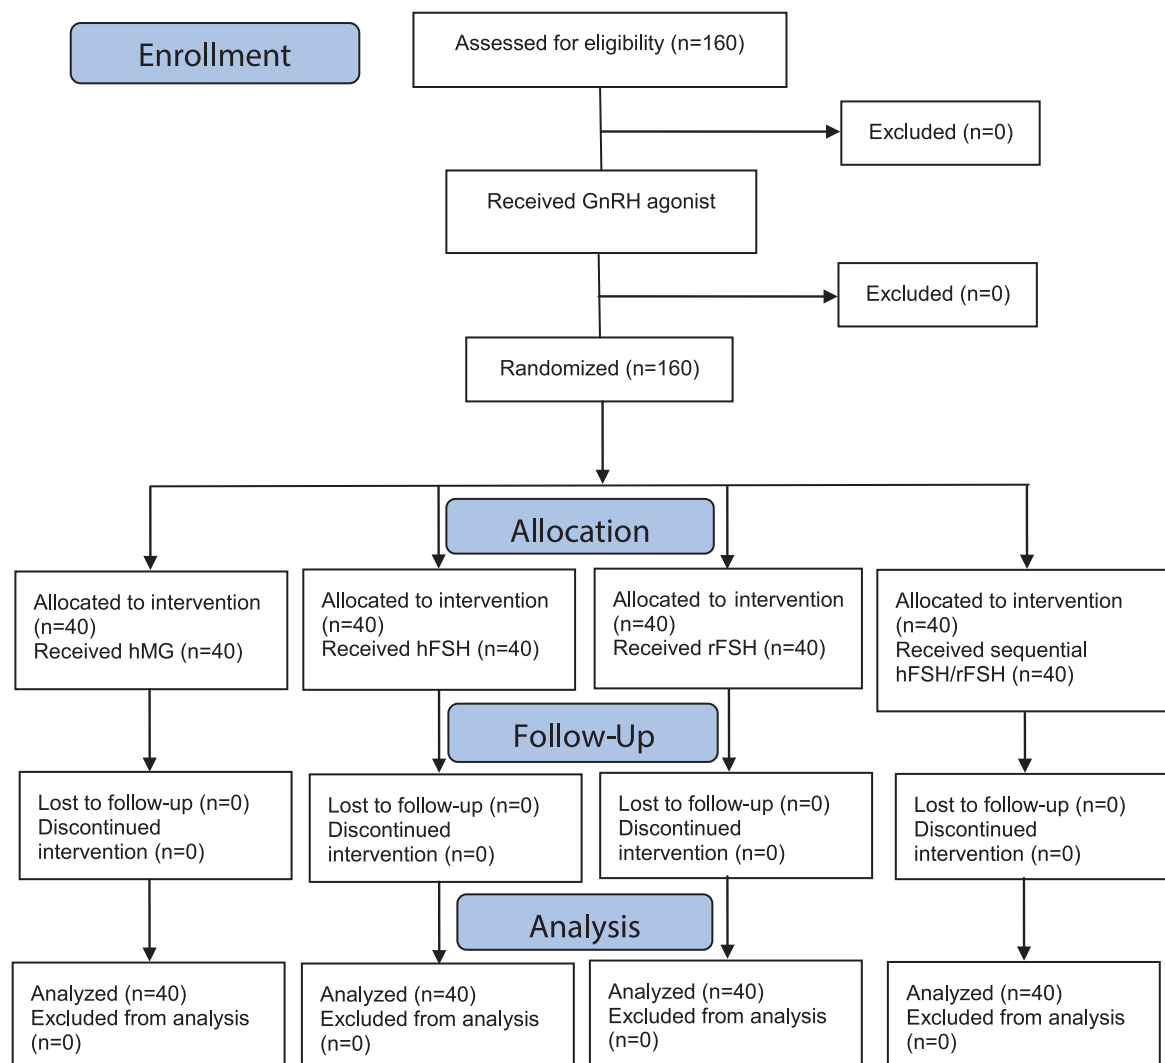 Enrollment
Assessed for eligibility (n=160)
Excluded (n=0)
Received GnRH agonist
Excluded (n=0)
Randomized (n=160)
Allocation
Allocated to intervention
(n=40)
Received hMG (n=40)
Allocated to intervention
(n=40)
Received hFSH (n=40)
Allocated to intervention
(n=40)
Received rFSH (n=40)
Allocated to intervention
(n=40)
Received sequential
hFSH/rFSH (n=40)
Follow-Up
Lost to follow-up (n=0)
Discontinued
intervention (n=0)
Lost to follow-up (n=0)
Discontinued
intervention (n=0)
Lost to follow-up (n=0)
Discontinued
intervention (n=0)
Lost to follow-up (n=0)
Discontinued
intervention (n=0)
Analysis
Analyzed (n=40)
Excluded from analysis
(n=0)
Analyzed (n=40)
Excluded from analysis
(n=0)
Analyzed (n=40)
Excluded from analysis
(n=0)
Analyzed (n=40)
Excluded from analysis
(n=0)